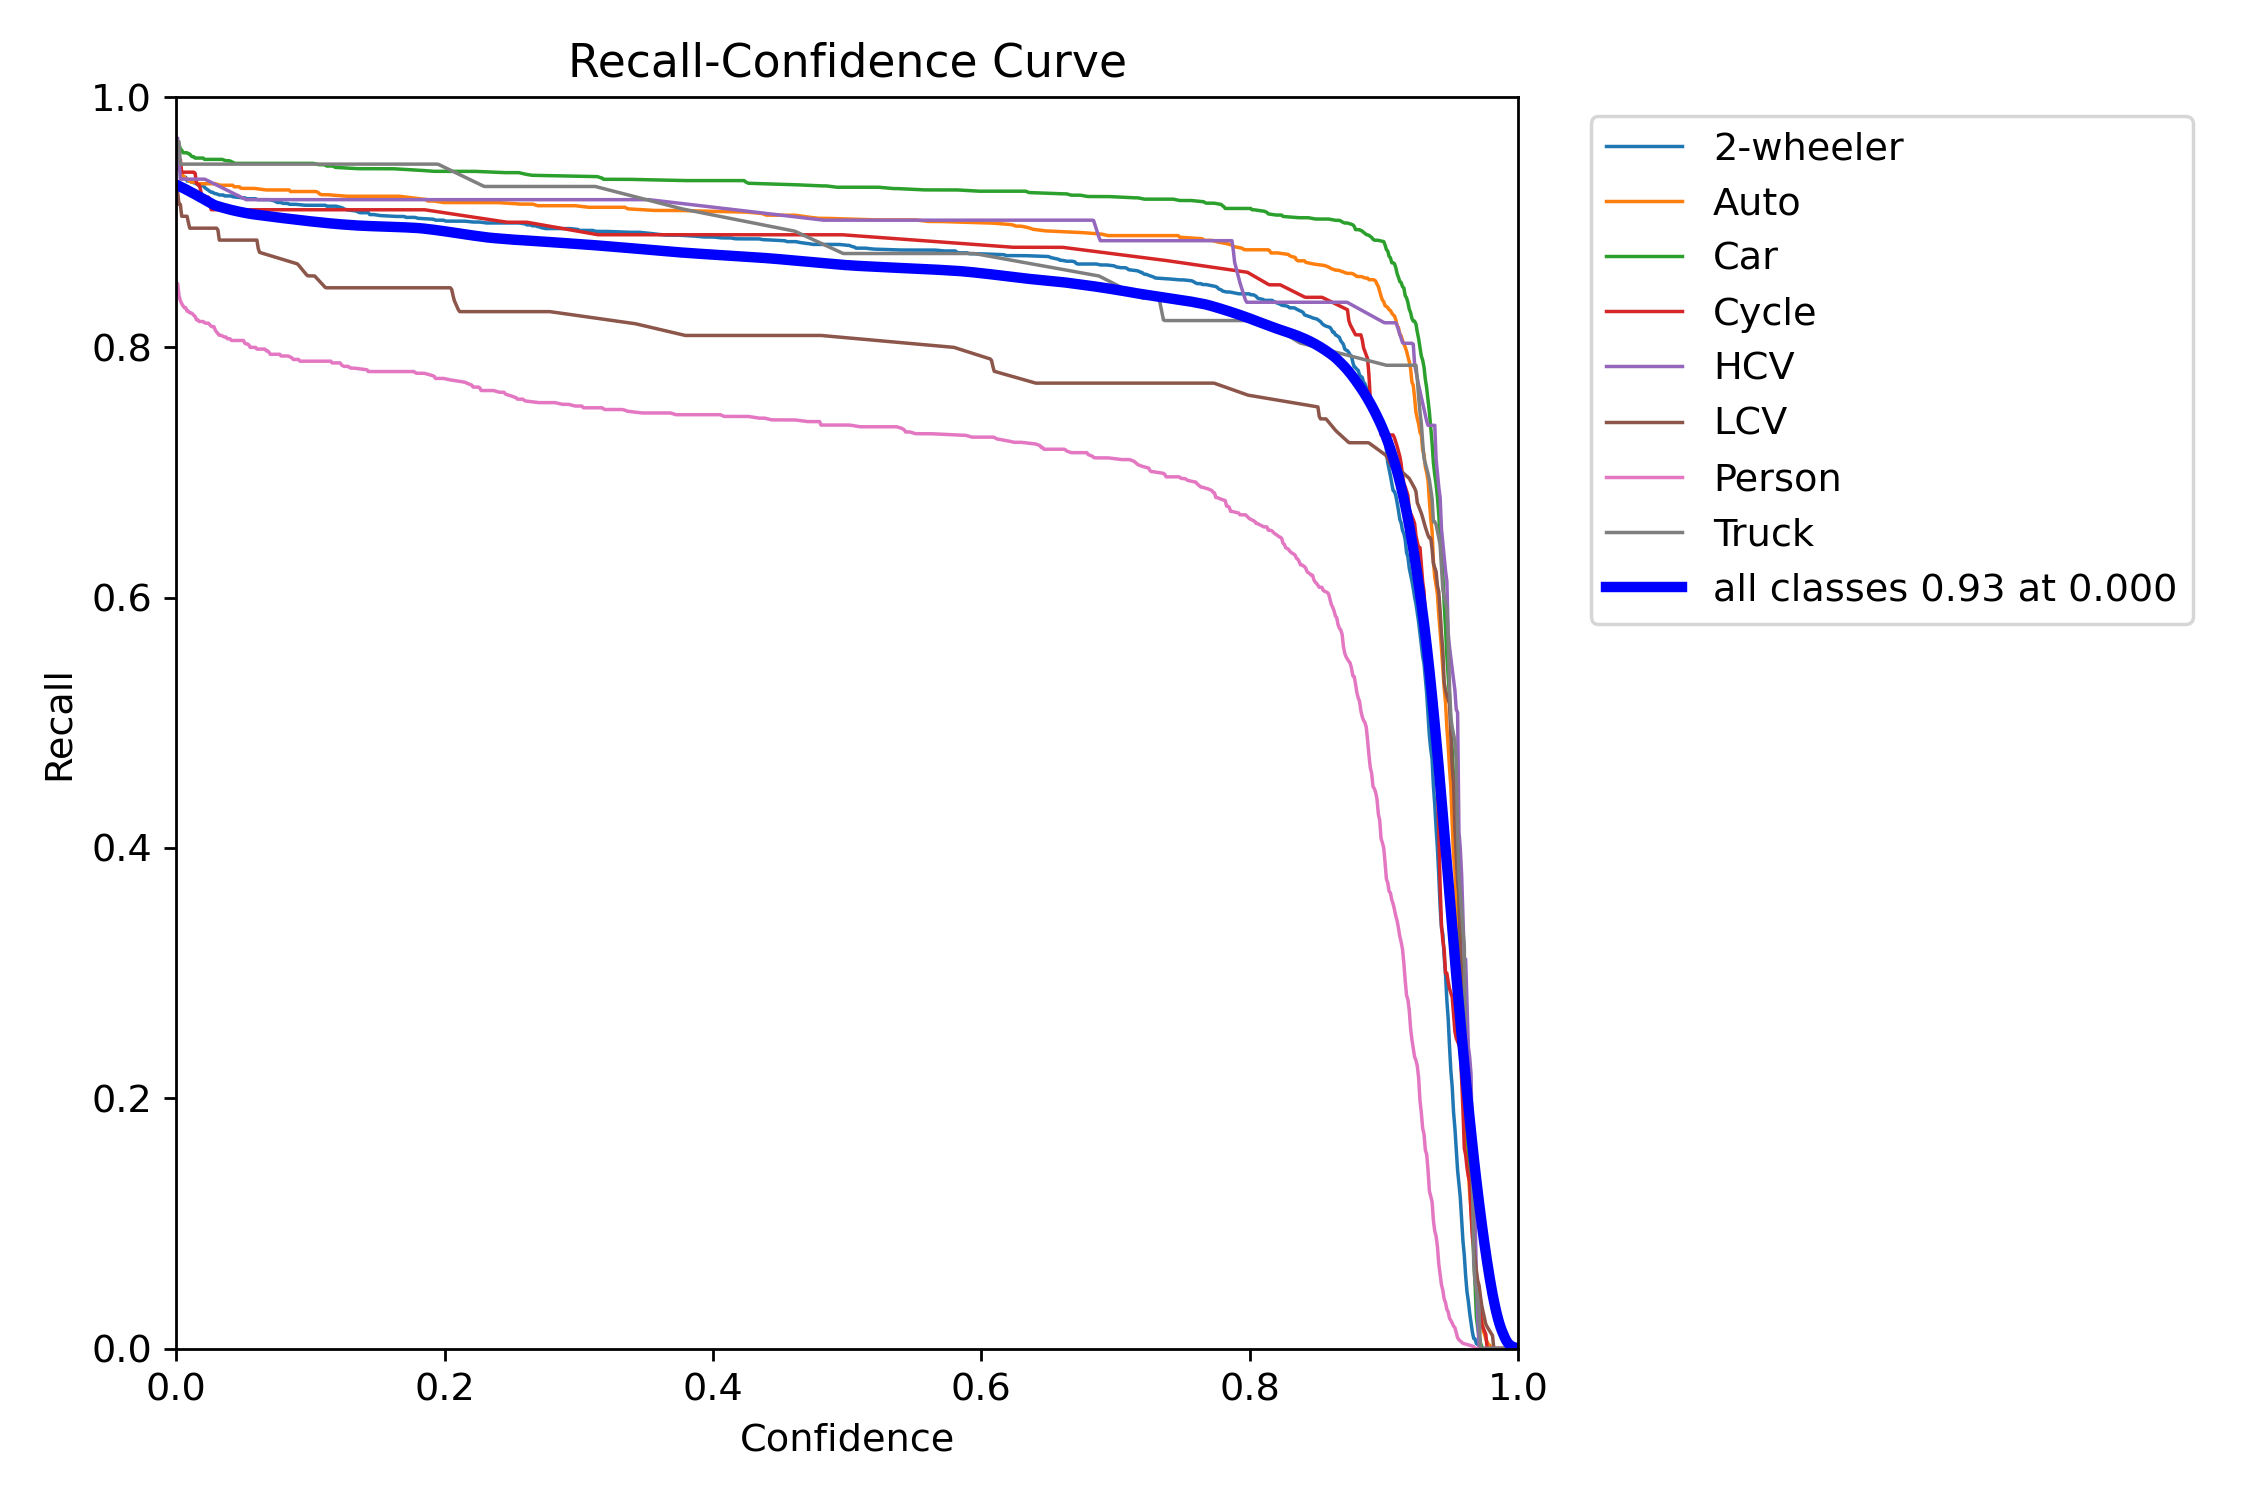 Recall-Confidence Curve
1.0
0.8
0.6
0.4
0.2
0.0
Recall
0.0 0.2 0.4 0.6 0.8 1.0
Confidence
2-wheeler
Auto
Car
Cycle
HCV
LCV
Person
Truck
all classes 0.93 at 0.000